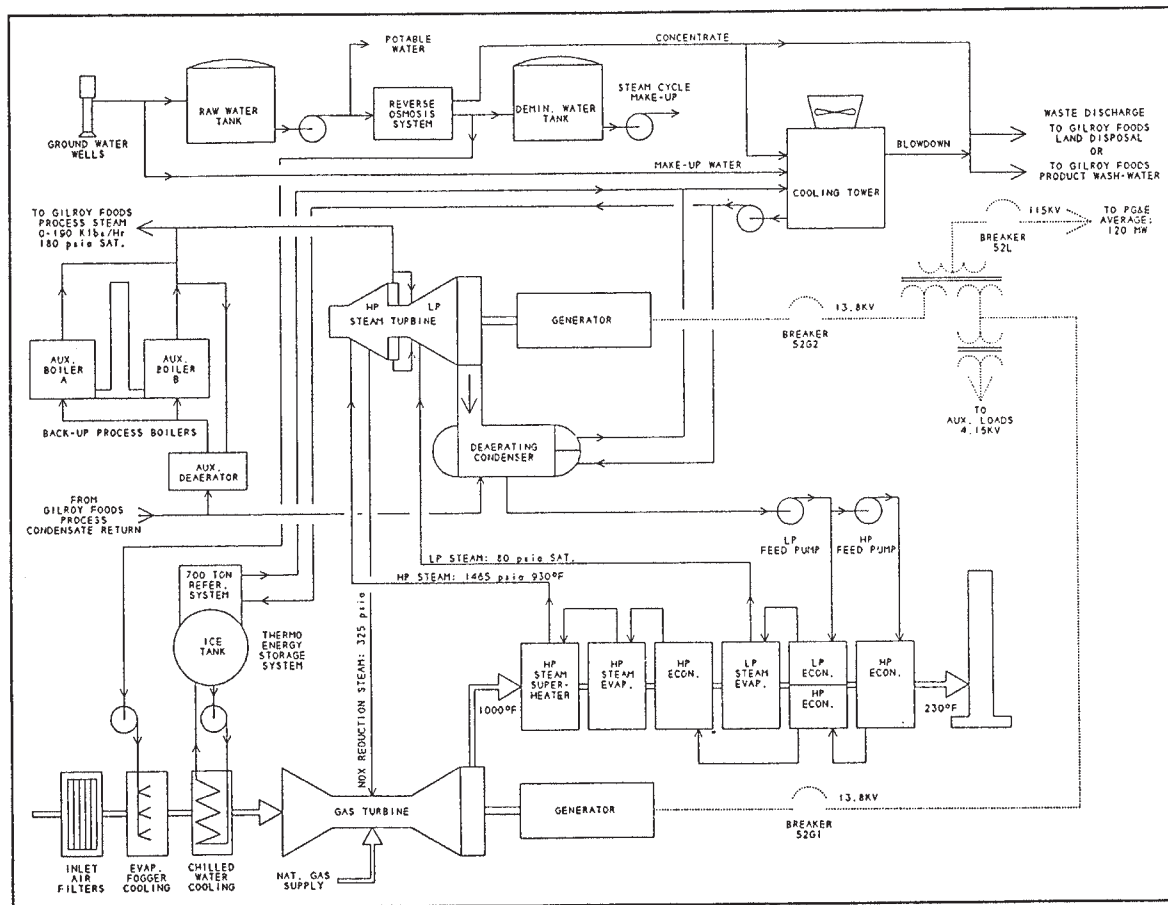 POTABLE
WATER
CONCENTRATE
RAW WATER
TANK
REVERSE
OSMOSIS
SYSTEM
DEMIN. WATER
TANK
STEAM CYCLE
MAKE-UP
GROUND WATER
WELLS
MAKE-UP WATER
COOLING TOWER
BLOWDOWN
WASTE DISCHARGE
TO GILROY FOODS
LAND DISPOSAL
OR
TO GILROY FOODS
PRODUCT WASH-WATER
TO GILROY FOODS
PROCESS STEAM
0-190 Klbs/Hr
180 psia SAT.
115KV
BREAKER
52L
TO PG&E
AVERAGE:
120 MW
HP
LP
STEAM TURBINE
GENERATOR
13.8KV
BREAKER
52G2
AUX.
BOILER
A
AUX.
BOILER
B
BACK-UP PROCESS BOILERS
TO
AUX. LOADS
4.15KV
DEAERATING
CONDENSER
AUX.
DEAERATOR
FROM
GILROY FOODS
PROCESS
CONDENSATE RETURN
LP
FEED PUMP
HP
FEED PUMP
LP STEAM: 80 psia SAT.
HP STEAM: 1465 psia 930°F
700 TON
REFER.
SYSTEM
ICE
TANK
THERMO
ENERGY
STORAGE
SYSTEM
NOX REDUCTION STEAM: 325 psia
HP
STEAM
SUPER-
HEATER
HP
STEAM
EVAP.
HP
ECON.
LP
STEAM
EVAP.
LP
ECON.
HP
ECON.
HP
ECON.
1000°F
230°F
GAS TURBINE
GENERATOR
13.8KV
BREAKER
52G1
INLET
AIR
FILTERS
EVAP.
FOGGER
COOLING
CHILLED
WATER
COOLING
NAT. GAS
SUPPLY